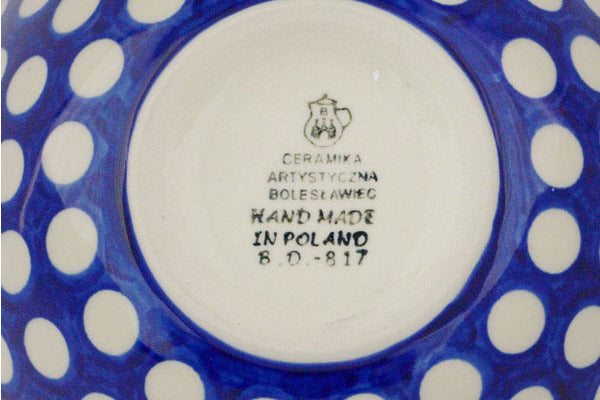 B
CERAMIKA
ARTYSTYCZNA
BOLESŁAWIEC
HAND MADE
IN POLAND
B.D.-817